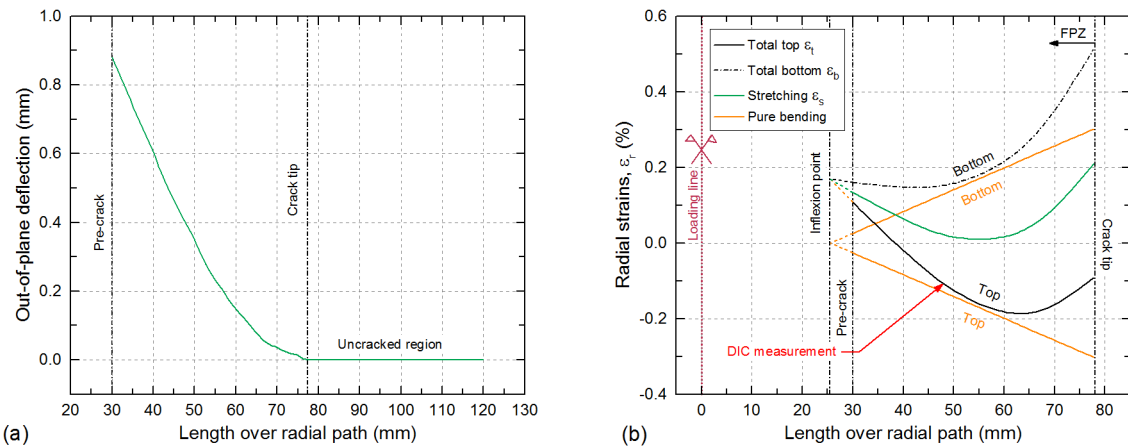 1.0
0.8
0.6
0.4
0.2
0.0
Out-of-plane deflection (mm)
Pre-crack
Crack tip
Uncracked region
20 30 40 50 60 70 80 90 100 110 120 130
Length over radial path (mm)
(a)
0.6
0.4
0.2
0.0
-0.2
-0.4
Radial strains, εr (%)
Total top εt
Total bottom εb
Stretching εs
Pure bending
FPZ
Loading line
Inflexion point
Pre-crack
Bottom
Bottom
Top
Top
Crack tip
DIC measurement
0 10 20 30 40 50 60 70 80
Length over radial path (mm)
(b)